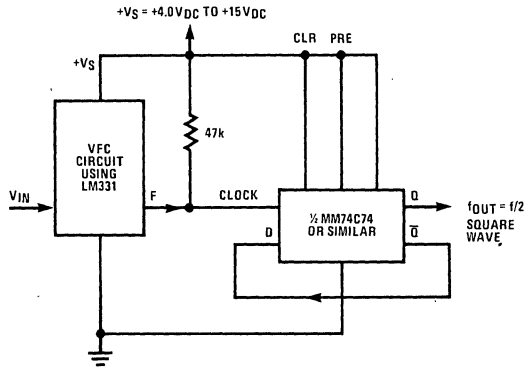 +VS = +4.0VDC TO +15VDC
CLR PRE
+VS
47k
VFC
CIRCUIT
USING
LM331
VIN
F
CLOCK
Q
½ MM74C74
OR SIMILAR
D
Q̅
fOUT = f/2
SQUARE
WAVE